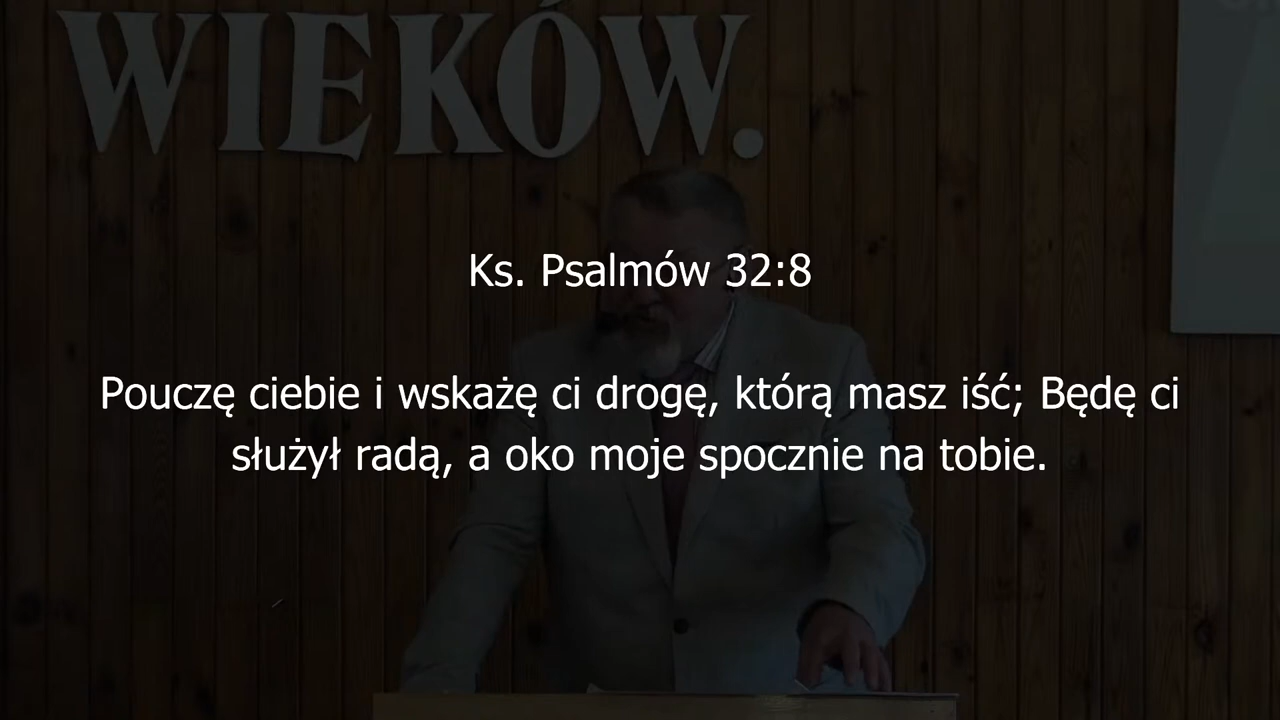 WIEKÓW.
Ks. Psalmów 32:8
Pouczę ciebie i wskażę ci drogę, którą masz iść; Będę ci
służył radą, a oko moje spocznie na tobie.